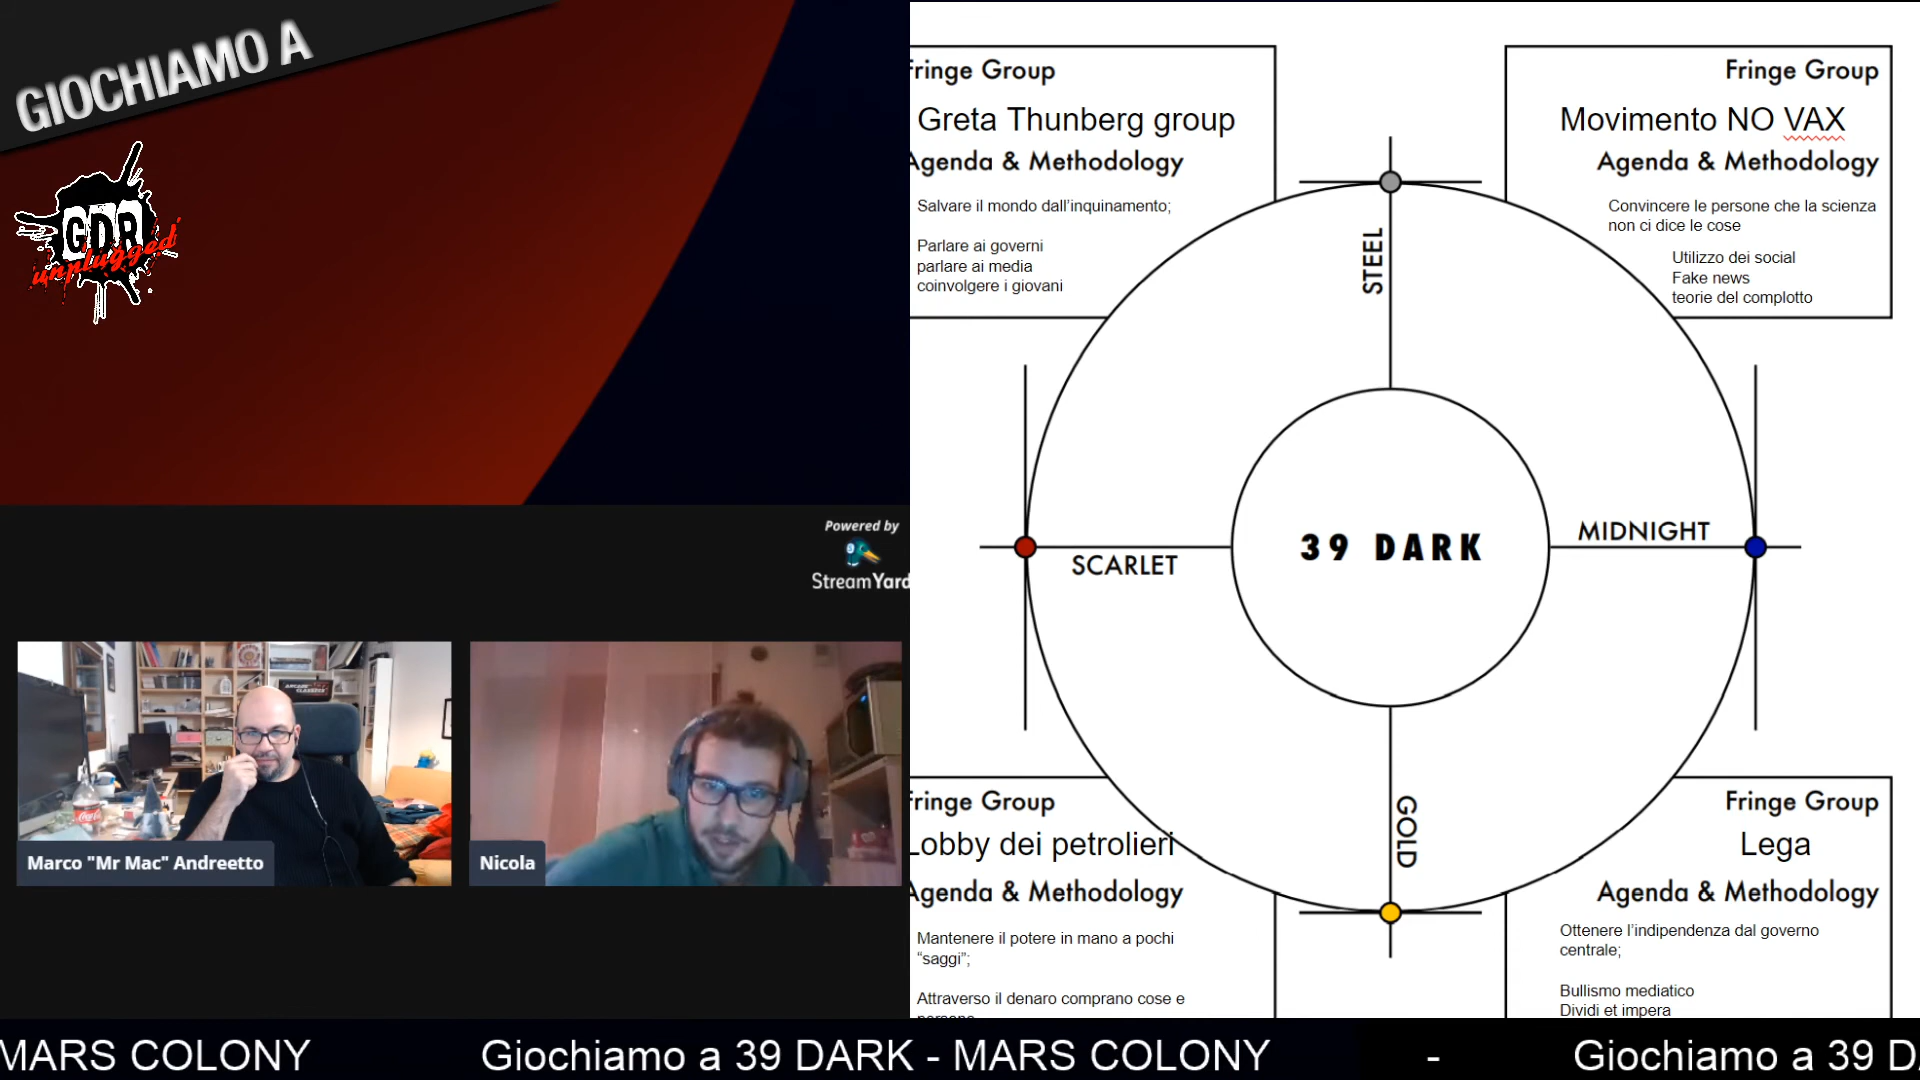 GIOCHIAMO A
GDR
unplugged
Powered by
StreamYard
Marco "Mr Mac" Andreetto
Nicola
Fringe Group
Greta Thunberg group
Agenda & Methodology
Salvare il mondo dall'inquinamento;
Parlare ai governi
parlare ai media
coinvolgere i giovani
Fringe Group
Movimento NO VAX
Agenda & Methodology
Convincere le persone che la scienza
non ci dice le cose
Utilizzo dei social
Fake news
teorie del complotto
STEEL
SCARLET
39 DARK
MIDNIGHT
GOLD
Fringe Group
Lobby dei petrolieri
Agenda & Methodology
Mantenere il potere in mano a pochi
"saggi";
Attraverso il denaro comprano cose e
Fringe Group
Lega
Agenda & Methodology
Ottenere l'indipendenza dal governo
centrale;
Bullismo mediatico
Dividi et impera
MARS COLONY Giochiamo a 39 DARK - MARS COLONY - Giochiamo a 39 D